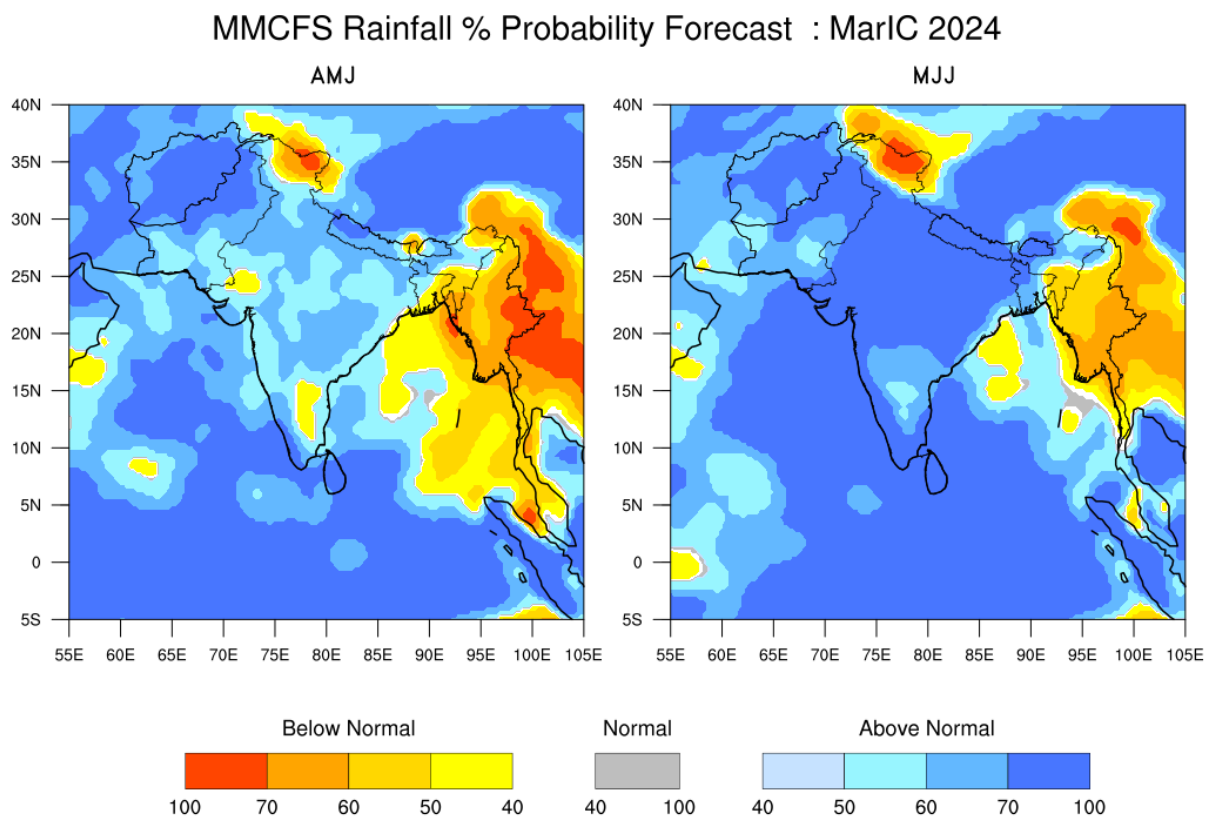 MMCFS Rainfall % Probability Forecast : MarIC 2024
AMJ
MJJ
40N
35N
30N
25N
20N
15N
10N
5N
0
5S
55E 60E 65E 70E 75E 80E 85E 90E 95E 100E 105E
40N
35N
30N
25N
20N
15N
10N
5N
0
5S
55E 60E 65E 70E 75E 80E 85E 90E 95E 100E 105E
Below Normal
Normal
Above Normal
100 70 60 50 40
40 100
40 50 60 70 100